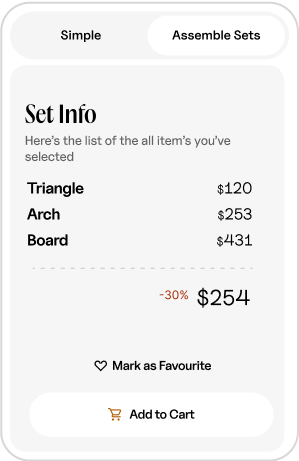 Simple Assemble Sets
Set Info
Here's the list of the all item's you've
selected
Triangle $120
Arch $253
Board $431
-30% $254
Mark as Favourite
Add to Cart